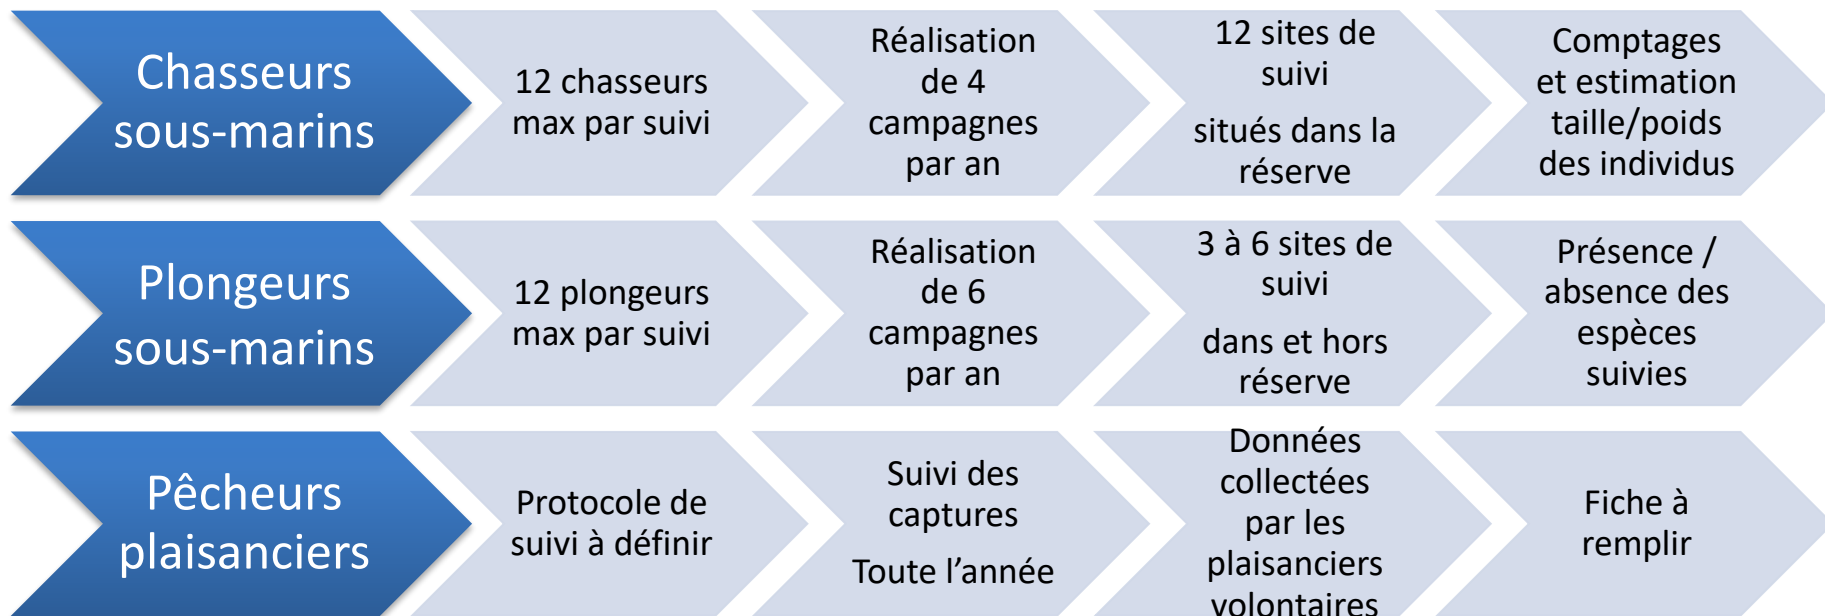 Chasseurs
sous-marins
12 chasseurs
max par suivi
Réalisation
de 4
campagnes
par an
12 sites de
suivi
situés dans la
réserve
Comptages
et estimation
taille/poids
des individus
Plongeurs
sous-marins
12 plongeurs
max par suivi
Réalisation
de 6
campagnes
par an
3 à 6 sites de
suivi
dans et hors
réserve
Présence /
absence des
espèces
suivies
Pêcheurs
plaisanciers
Protocole de
suivi à définir
Suivi des
captures
Toute l’année
Données
collectées
par les
plaisanciers
volontaires
Fiche à
remplir